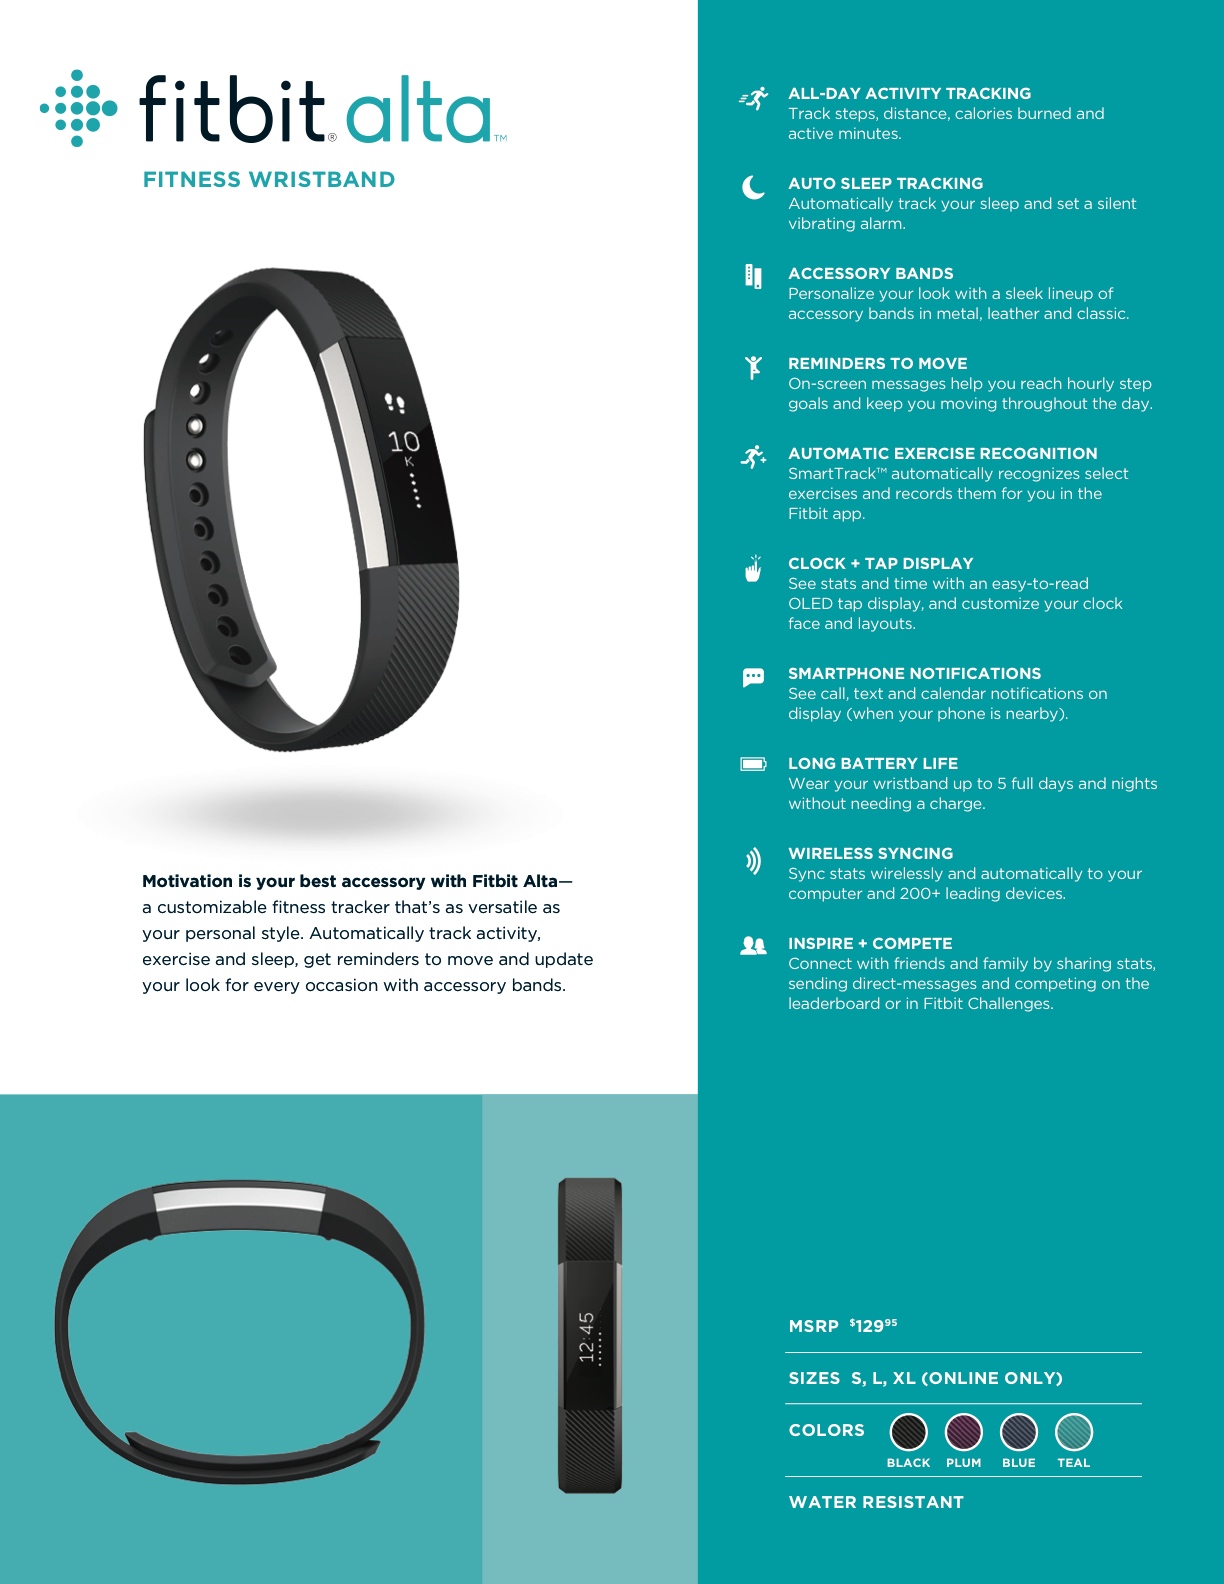 fitbit® alta™
FITNESS WRISTBAND
10
K
Motivation is your best accessory with Fitbit Alta—
a customizable fitness tracker that's as versatile as
your personal style. Automatically track activity,
exercise and sleep, get reminders to move and update
your look for every occasion with accessory bands.
12:45
ALL-DAY ACTIVITY TRACKING
Track steps, distance, calories burned and
active minutes.
AUTO SLEEP TRACKING
Automatically track your sleep and set a silent
vibrating alarm.
ACCESSORY BANDS
Personalize your look with a sleek lineup of
accessory bands in metal, leather and classic.
REMINDERS TO MOVE
On-screen messages help you reach hourly step
goals and keep you moving throughout the day.
AUTOMATIC EXERCISE RECOGNITION
SmartTrack™ automatically recognizes select
exercises and records them for you in the
Fitbit app.
CLOCK + TAP DISPLAY
See stats and time with an easy-to-read
OLED tap display, and customize your clock
face and layouts.
SMARTPHONE NOTIFICATIONS
See call, text and calendar notifications on
display (when your phone is nearby).
LONG BATTERY LIFE
Wear your wristband up to 5 full days and nights
without needing a charge.
WIRELESS SYNCING
Sync stats wirelessly and automatically to your
computer and 200+ leading devices.
INSPIRE + COMPETE
Connect with friends and family by sharing stats,
sending direct-messages and competing on the
leaderboard or in Fitbit Challenges.
MSRP $129⁹⁵
SIZES S, L, XL (ONLINE ONLY)
COLORS
BLACK PLUM BLUE TEAL
WATER RESISTANT